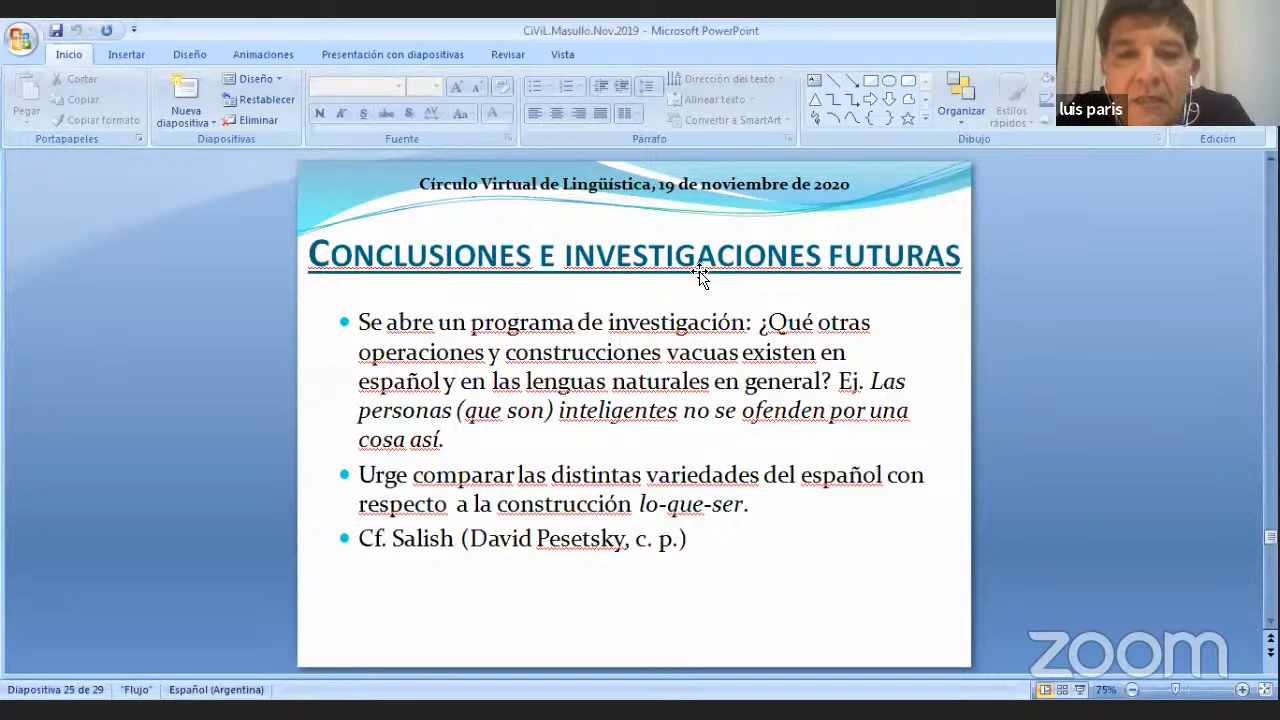 CiViL.Masullo.Nov.2019 - Microsoft PowerPoint
Inicio Insertar Diseño Animaciones Presentación con diapositivas Revisar Vista
Pegar
Cortar
Copiar
Copiar formato
Portapapeles
Nueva
diapositiva
Diseño
Restablecer
Eliminar
Diapositivas
N K S abc S AV Aa A
Fuente
Dirección del texto
Alinear texto
Convertir a SmartArt
Párrafo
Organizar
Estilos
rápidos
Dibujo
Edición
luis paris
Círculo Virtual de Lingüística, 19 de noviembre de 2020
CONCLUSIONES E INVESTIGACIONES FUTURAS
Se abre un programa de investigación: ¿Qué otras
operaciones y construcciones vacuas existen en
español y en las lenguas naturales en general? Ej. Las
personas (que son) inteligentes no se ofenden por una
cosa así.
Urge comparar las distintas variedades del español con
respecto a la construcción lo-que-ser.
Cf. Salish (David Pesetsky, c. p.)
zoom
Diapositiva 25 de 29 "Flujo" Español (Argentina) 75%